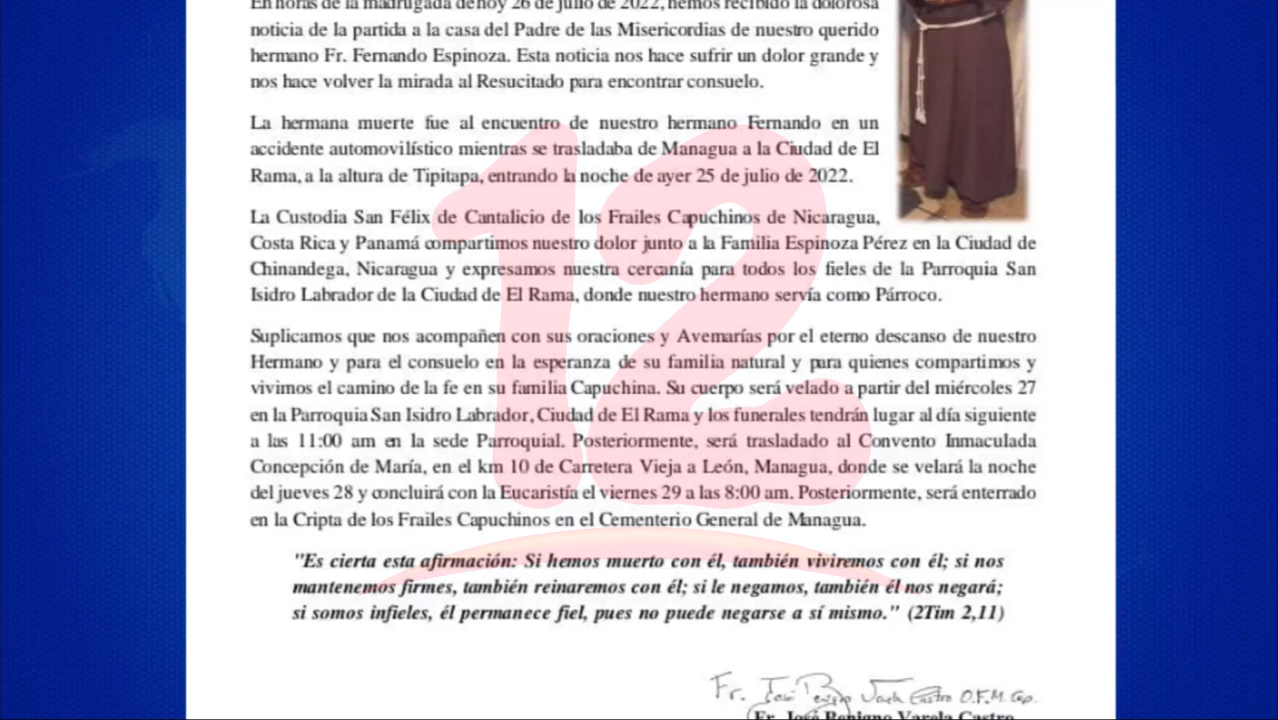 En horas de la madrugada de hoy 26 de julio de 2022, hemos recibido la dolorosa
noticia de la partida a la casa del Padre de las Misericordias de nuestro querido
hermano Fr. Fernando Espinoza. Esta noticia nos hace sufrir un dolor grande y
nos hace volver la mirada al Resucitado para encontrar consuelo.
La hermana muerte fue al encuentro de nuestro hermano Fernando en un
accidente automovilístico mientras se trasladaba de Managua a la Ciudad de El
Rama, a la altura de Tipitapa, entrando la noche de ayer 25 de julio de 2022.
La Custodia San Félix de Cantalicio de los Frailes Capuchinos de Nicaragua,
Costa Rica y Panamá compartimos nuestro dolor junto a la Familia Espinoza Pérez en la Ciudad de
Chinandega, Nicaragua y expresamos nuestra cercanía para todos los fieles de la Parroquia San
Isidro Labrador de la Ciudad de El Rama, donde nuestro hermano servía como Párroco.
Suplicamos que nos acompañen con sus oraciones y Avemarías por el eterno descanso de nuestro
Hermano y para el consuelo en la esperanza de su familia natural y para quienes compartimos y
vivimos el camino de la fe en su familia Capuchina. Su cuerpo será velado a partir del miércoles 27
en la Parroquia San Isidro Labrador, Ciudad de El Rama y los funerales tendrán lugar al día siguiente
a las 11:00 am en la sede Parroquial. Posteriormente, será trasladado al Convento Inmaculada
Concepción de María, en el km 10 de Carretera Vieja a León, Managua, donde se velará la noche
del jueves 28 y concluirá con la Eucaristía el viernes 29 a las 8:00 am. Posteriormente, será enterrado
en la Cripta de los Frailes Capuchinos en el Cementerio General de Managua.
"Es cierta esta afirmación: Si hemos muerto con él, también viviremos con él; si nos
mantenemos firmes, también reinaremos con él; si le negamos, también él nos negará;
si somos infieles, él permanece fiel, pues no puede negarse a sí mismo." (2Tim 2,11)
12
Fr. José Benigno Varela Castro O.F.M. Cap.
Fr. José Benigno Varela Castro